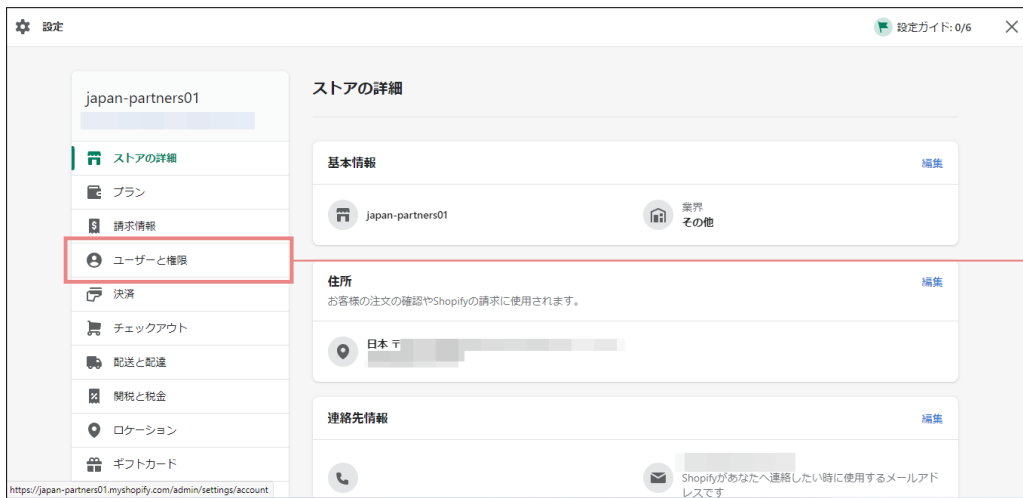 設定
設定ガイド: 0/6
japan-partners01
ストアの詳細
プラン
請求情報
ユーザーと権限
決済
チェックアウト
配送と配達
関税と税金
ロケーション
ギフトカード
https://japan-partners01.myshopify.com/admin/settings/account
ストアの詳細
基本情報
編集
japan-partners01
業界
その他
住所
編集
お客様の注文の確認やShopifyの請求に使用されます。
日本 〒
連絡先情報
編集
Shopifyがあなたへ連絡したい時に使用するメールアド
レスです